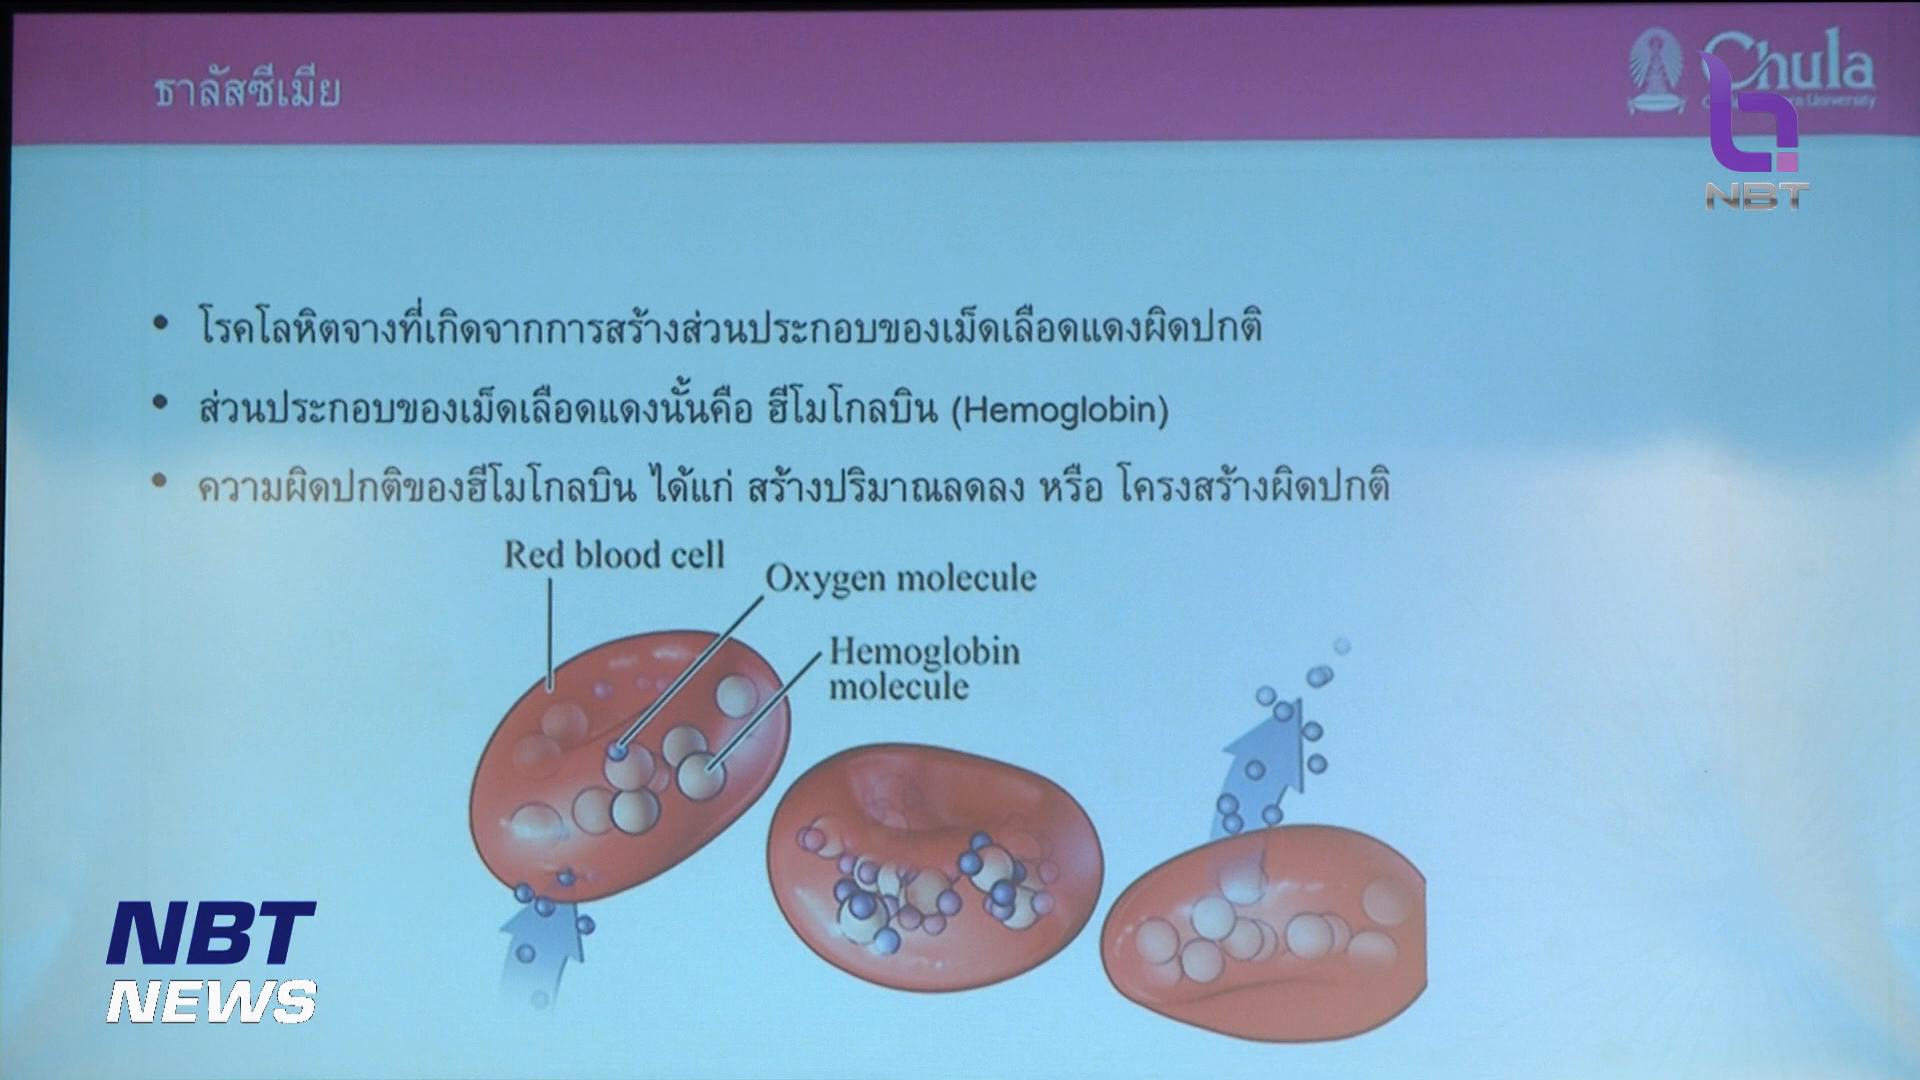 ธาลัสซีเมีย
Chula
University
NBT
• โรคโลหิตจางที่เกิดจากการสร้างส่วนประกอบของเม็ดเลือดแดงผิดปกติ
• ส่วนประกอบของเม็ดเลือดแดงนั้นคือ ฮีโมโกลบิน (Hemoglobin)
• ความผิดปกติของฮีโมโกลบิน ได้แก่ สร้างปริมาณลดลง หรือ โครงสร้างผิดปกติ
Red blood cell
Oxygen molecule
Hemoglobin
molecule
NBT
NEWS